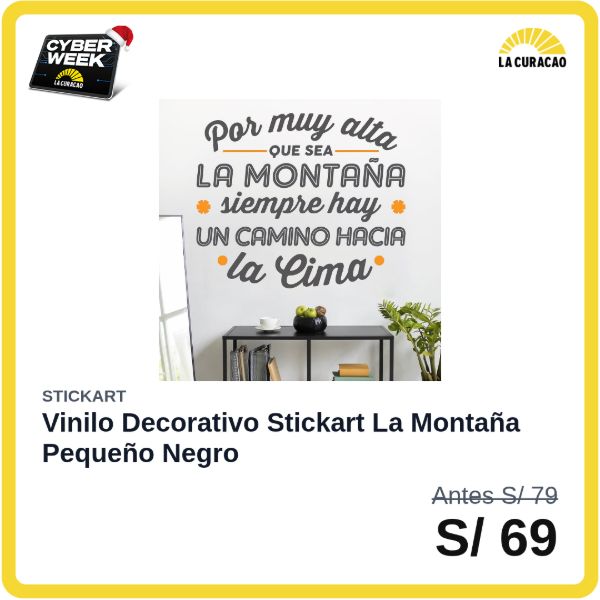 CYBER
WEEK
LA CURACAO
LA CURACAO
Por muy alta
QUE SEA
LA MONTAÑA
siempre hay
UN CAMINO HACIA
la Cima
STICKART
Vinilo Decorativo Stickart La Montaña
Pequeño Negro
Antes S/ 79
S/ 69